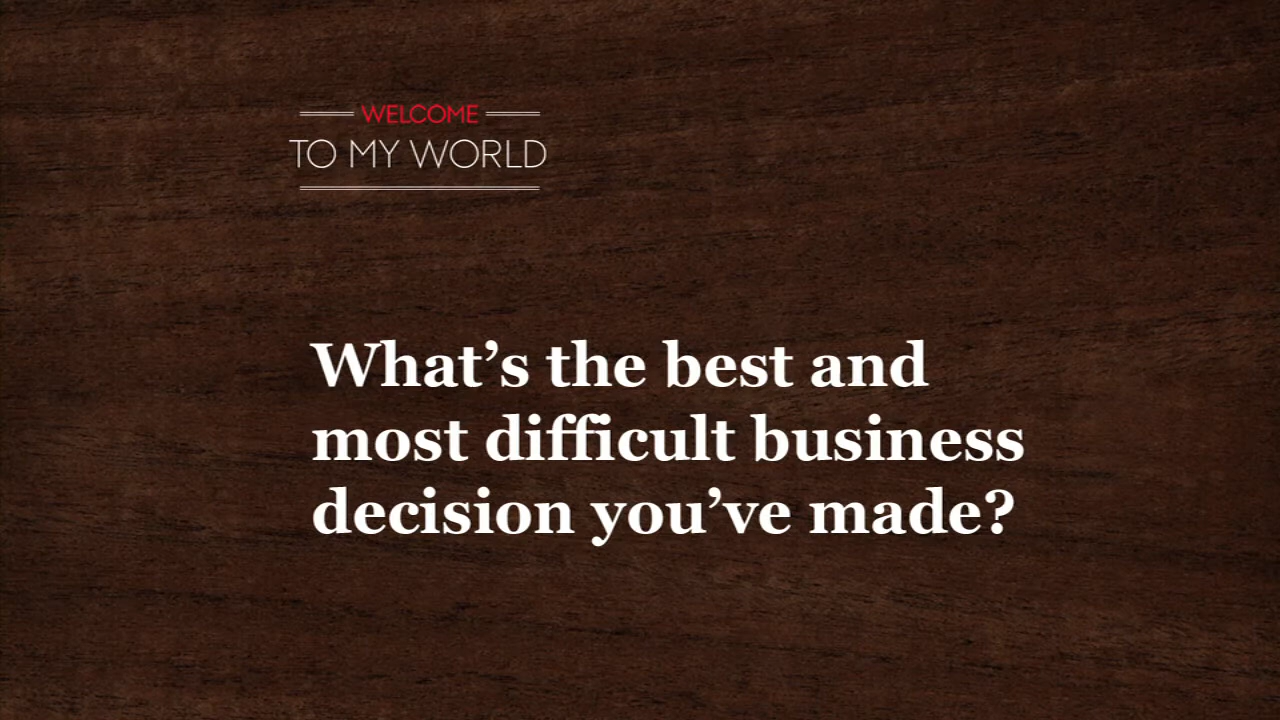 WELCOME
TO MY WORLD
What’s the best and
most difficult business
decision you’ve made?